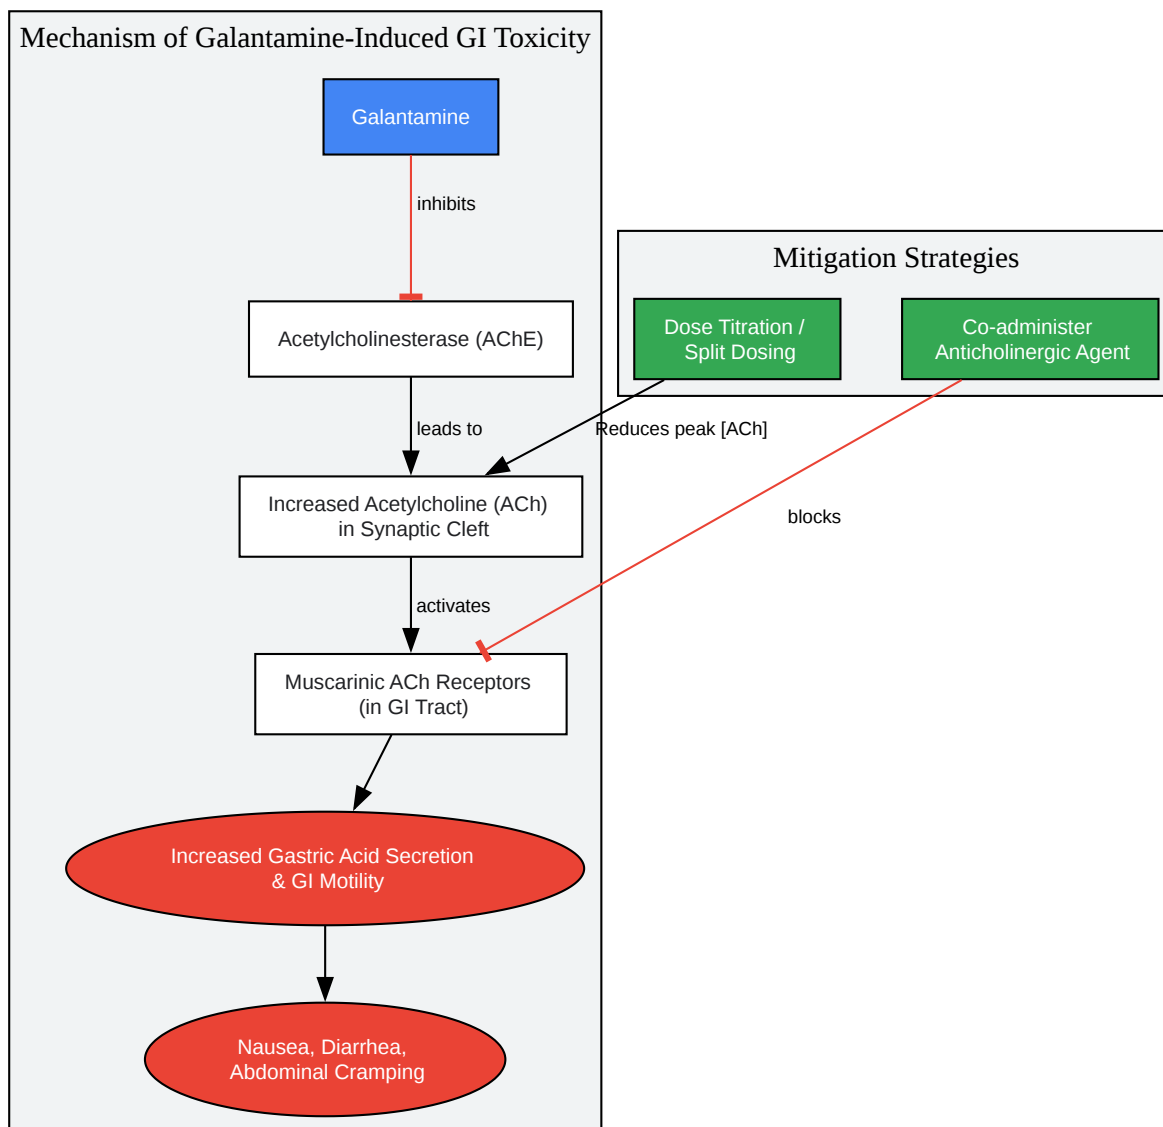 Mechanism of Galantamine-Induced GI Toxicity
Galantamine
inhibits
Acetylcholinesterase (AChE)
leads to
Increased Acetylcholine (ACh)
in Synaptic Cleft
activates
Muscarinic ACh Receptors
(in GI Tract)
Increased Gastric Acid Secretion
& GI Motility
Nausea, Diarrhea,
Abdominal Cramping
Mitigation Strategies
Dose Titration /
Split Dosing
Co-administer
Anticholinergic Agent
Reduces peak [ACh]
blocks